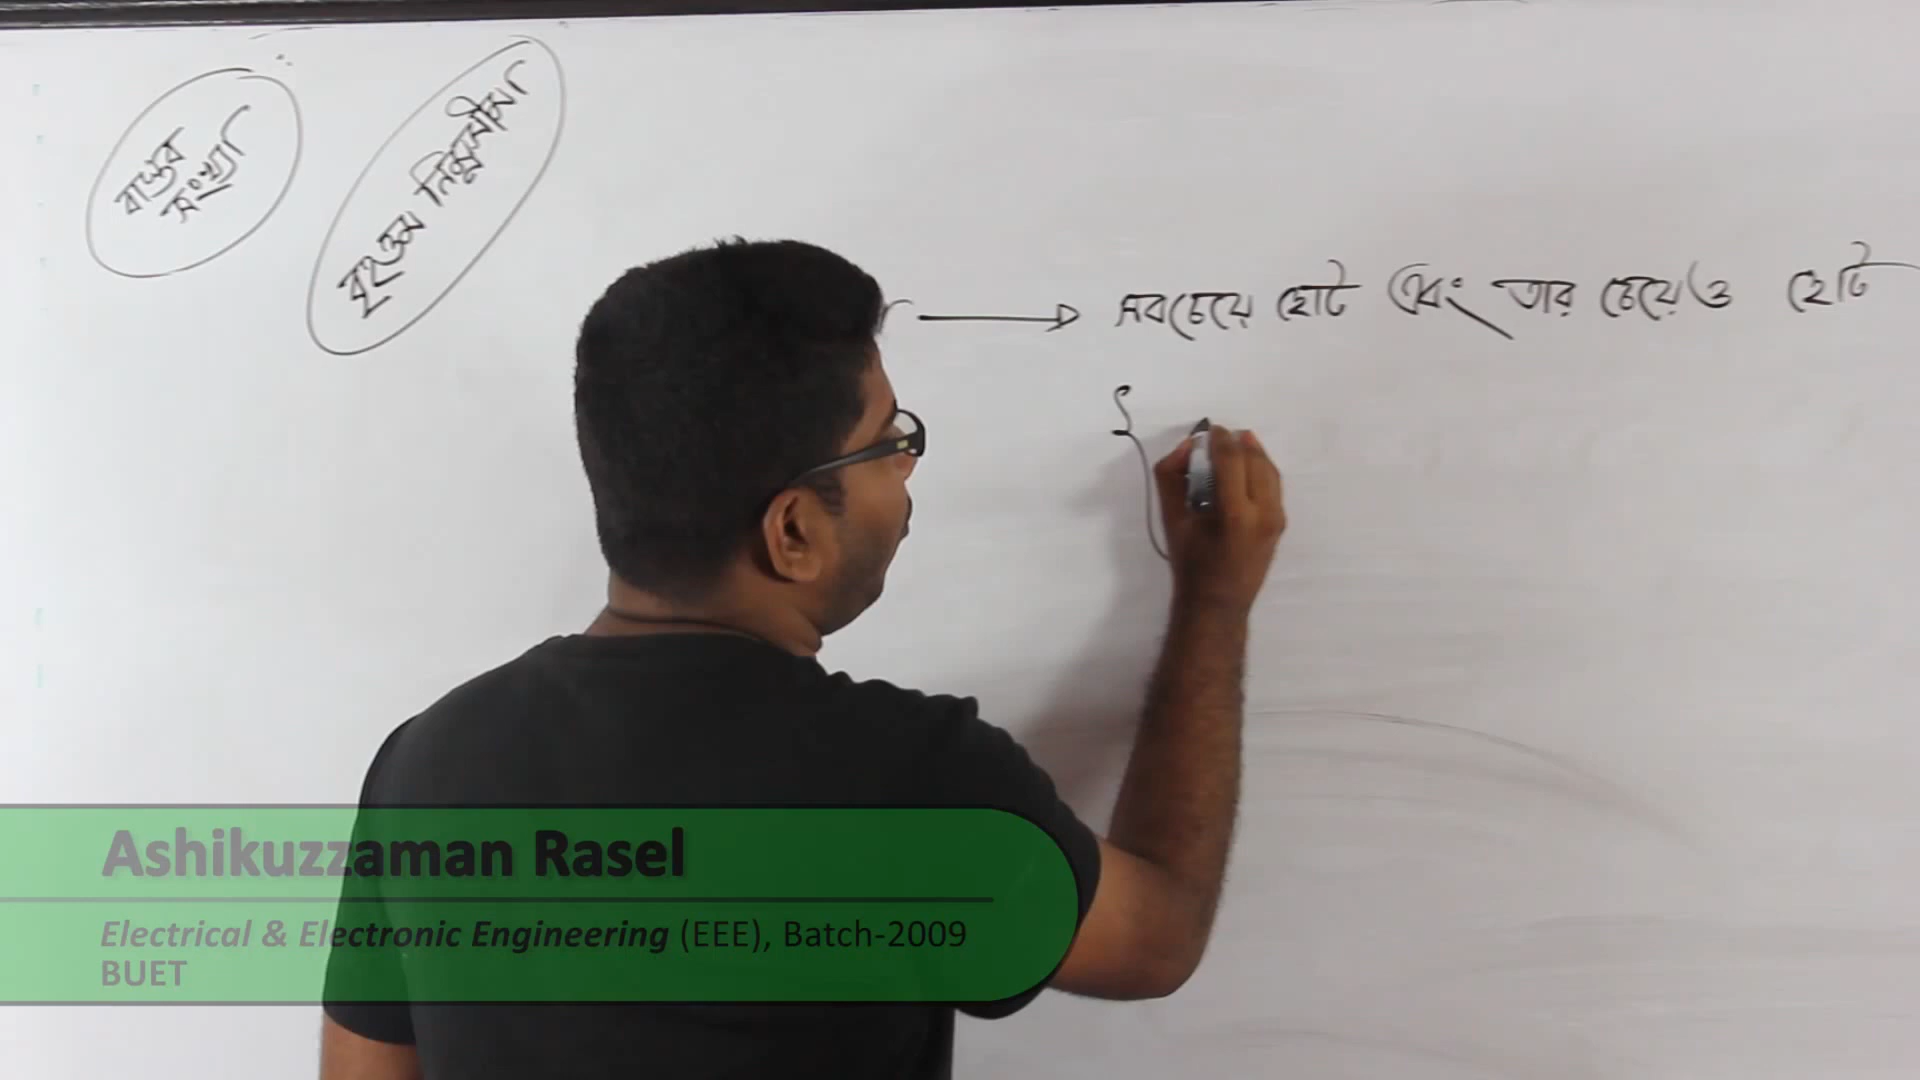 বাস্তব
সংখ্যা
বৃহত্তম নিম্নসীমা
সবচেয়ে ছোট এবং তার চেয়েও ছোট
{
Ashikuzzaman Rasel
Electrical & Electronic Engineering (EEE), Batch-2009
BUET